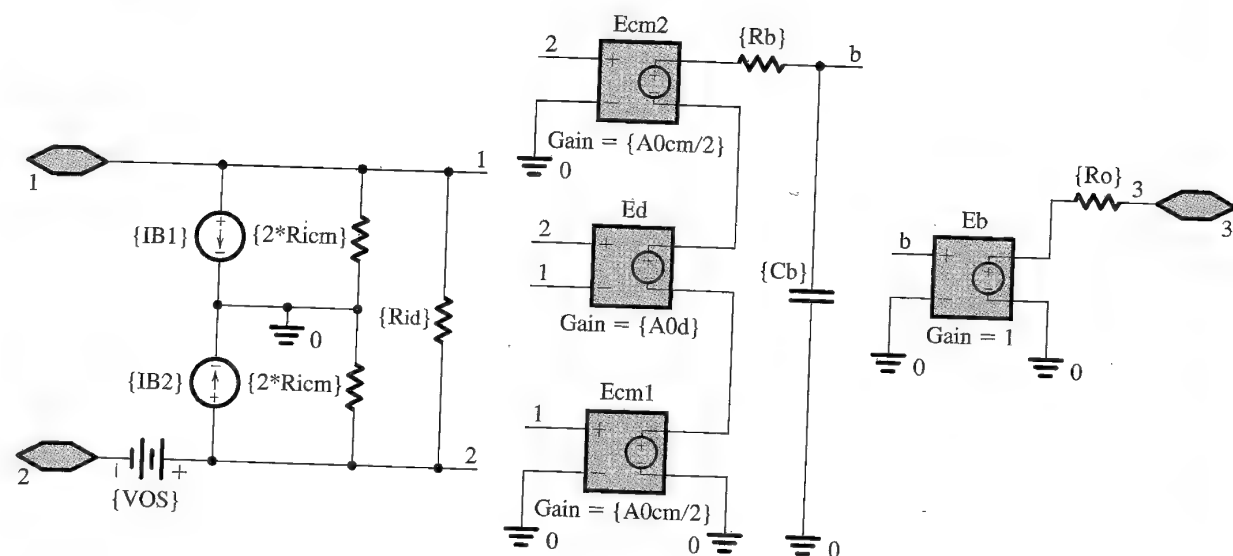 1
{IB1}
{2*Ricm}
0
{Rid}
{IB2}
{2*Ricm}
1
2
2
{VOS}
Ecm2
2
+
−
0
Gain = {A0cm/2}
{Rb}
b
Ed
2
1
+
−
Gain = {A0d}
{Cb}
0
Ecm1
1
+
−
0
Gain = {A0cm/2}
0
Eb
b
+
−
0
Gain = 1
0
{Ro}
3
3